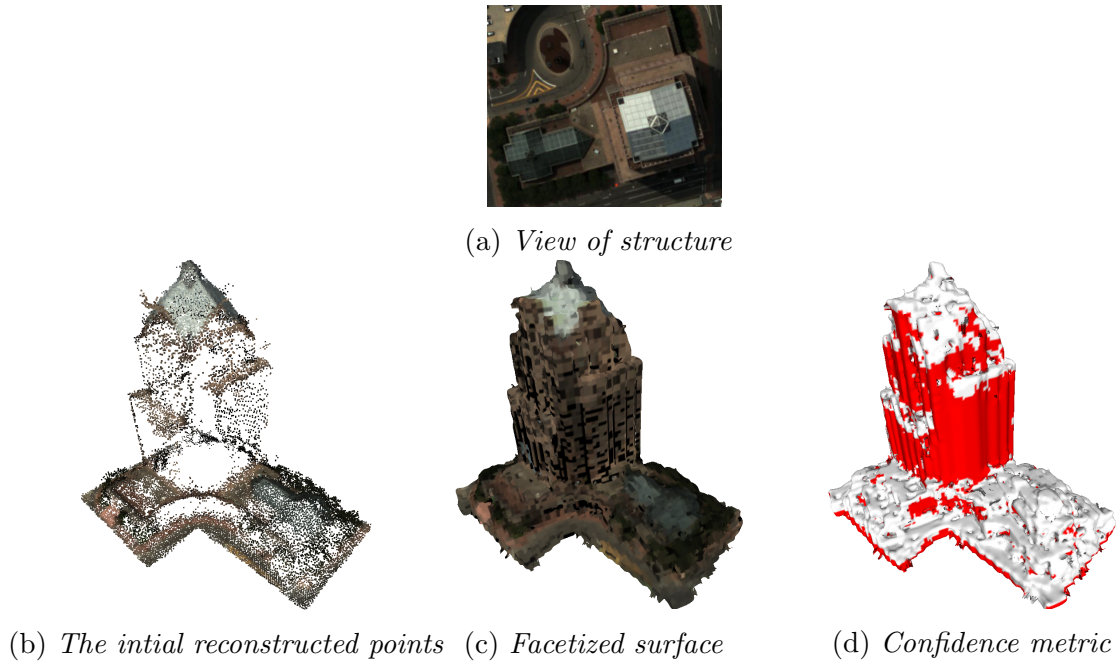 (a) View of structure
(b) The intial reconstructed points (c) Facetized surface (d) Confidence metric